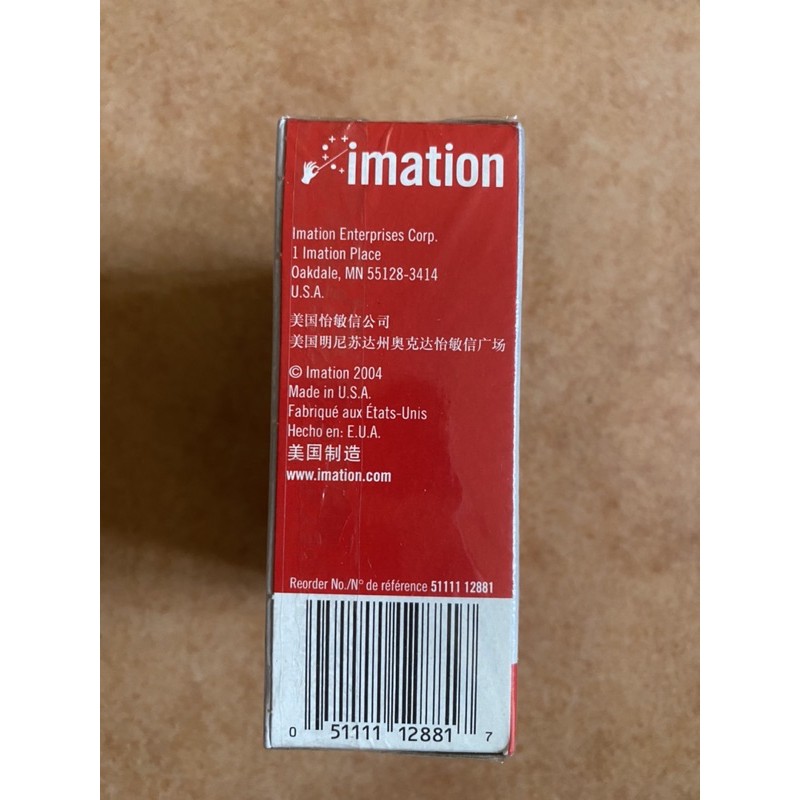 imation
Imation Enterprises Corp.
1 Imation Place
Oakdale, MN 55128-3414
U.S.A.
美国怡敏信公司
美国明尼苏达州奥克达怡敏信广场
© Imation 2004
Made in U.S.A.
Fabriqué aux États-Unis
Hecho en: E.U.A.
美国制造
www.imation.com
Reorder No./N° de référence 51111 12881
0 51111 12881 7